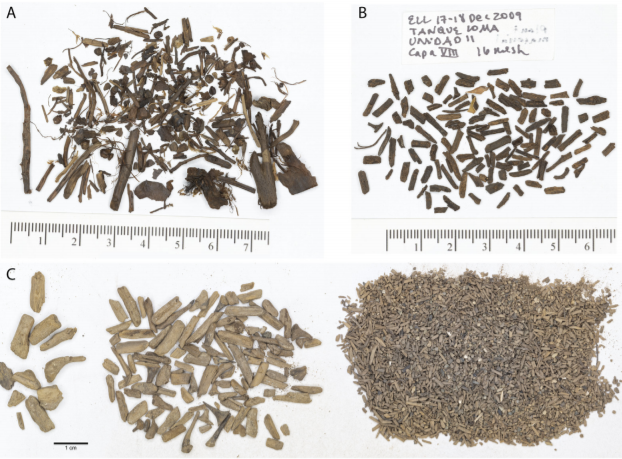 A
B
ELL 17-18 Dec 2009
TANQUE LOMA
UNIDAD 11
Capa VIII 16 mesh
1 2 3 4 5 6 7
1 2 3 4 5 6
C
1 cm